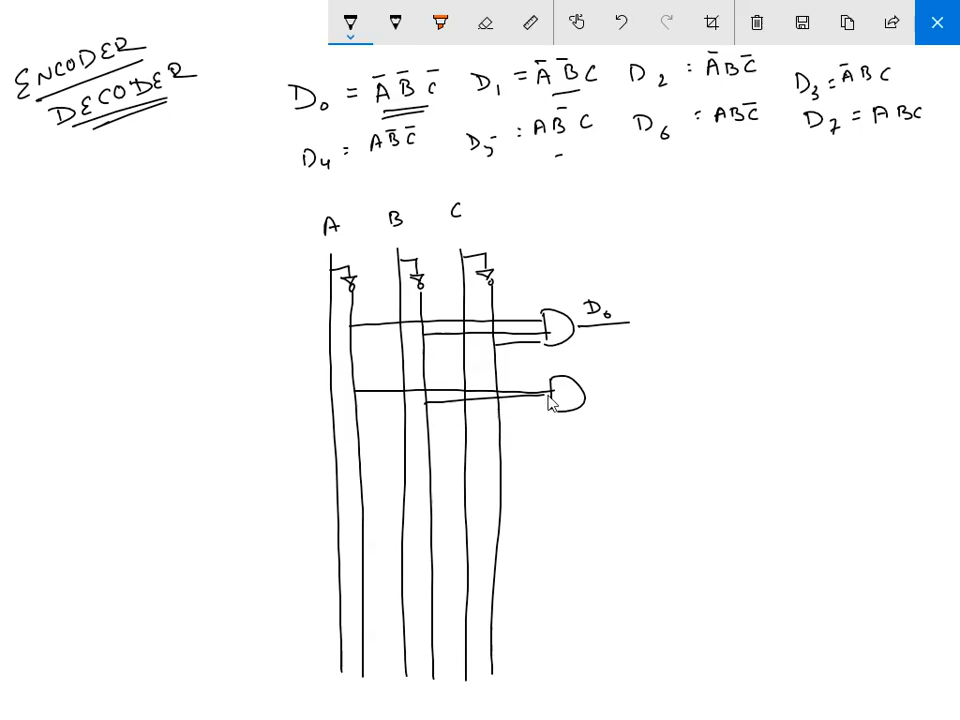 ENCODER
DECODER
D₀ = A̅ B̅ C̅ D₁ = A̅ B̅ C D₂ : A̅ B C̅ D₃ = A̅ B C
D₄ = A B̅ C̅ D₅ : A B̅ C D₆ = A B C̅ D₇ = A B C
A B C
D₀